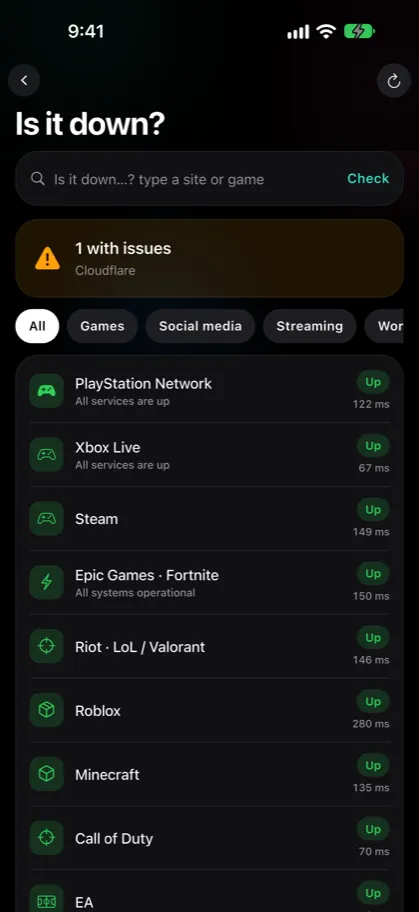 9:41
Is it down?
Is it down...? type a site or game
Check
1 with issues
Cloudflare
All
Games
Social media
Streaming
Wor
PlayStation Network
All services are up
Up
122 ms
Xbox Live
All services are up
Up
67 ms
Steam
Up
149 ms
Epic Games · Fortnite
All systems operational
Up
150 ms
Riot · LoL / Valorant
Up
146 ms
Roblox
Up
280 ms
Minecraft
Up
135 ms
Call of Duty
Up
70 ms
EA
Up